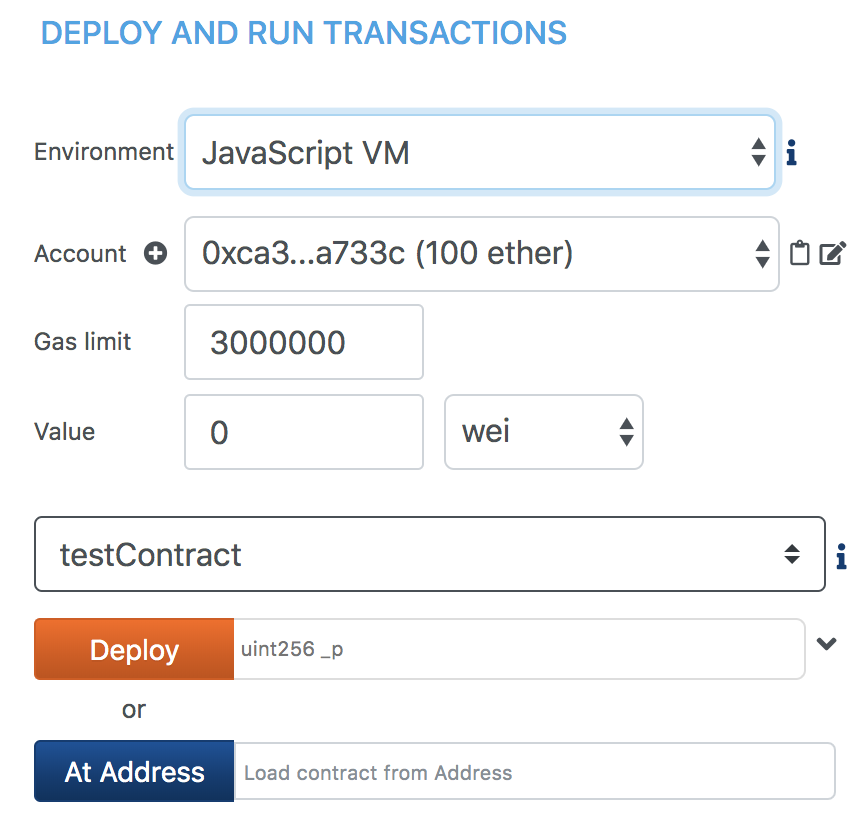 DEPLOY AND RUN TRANSACTIONS
Environment JavaScript VM
Account 0xca3...a733c (100 ether)
Gas limit 3000000
Value 0 wei
testContract
Deploy uint256 _p
or
At Address Load contract from Address